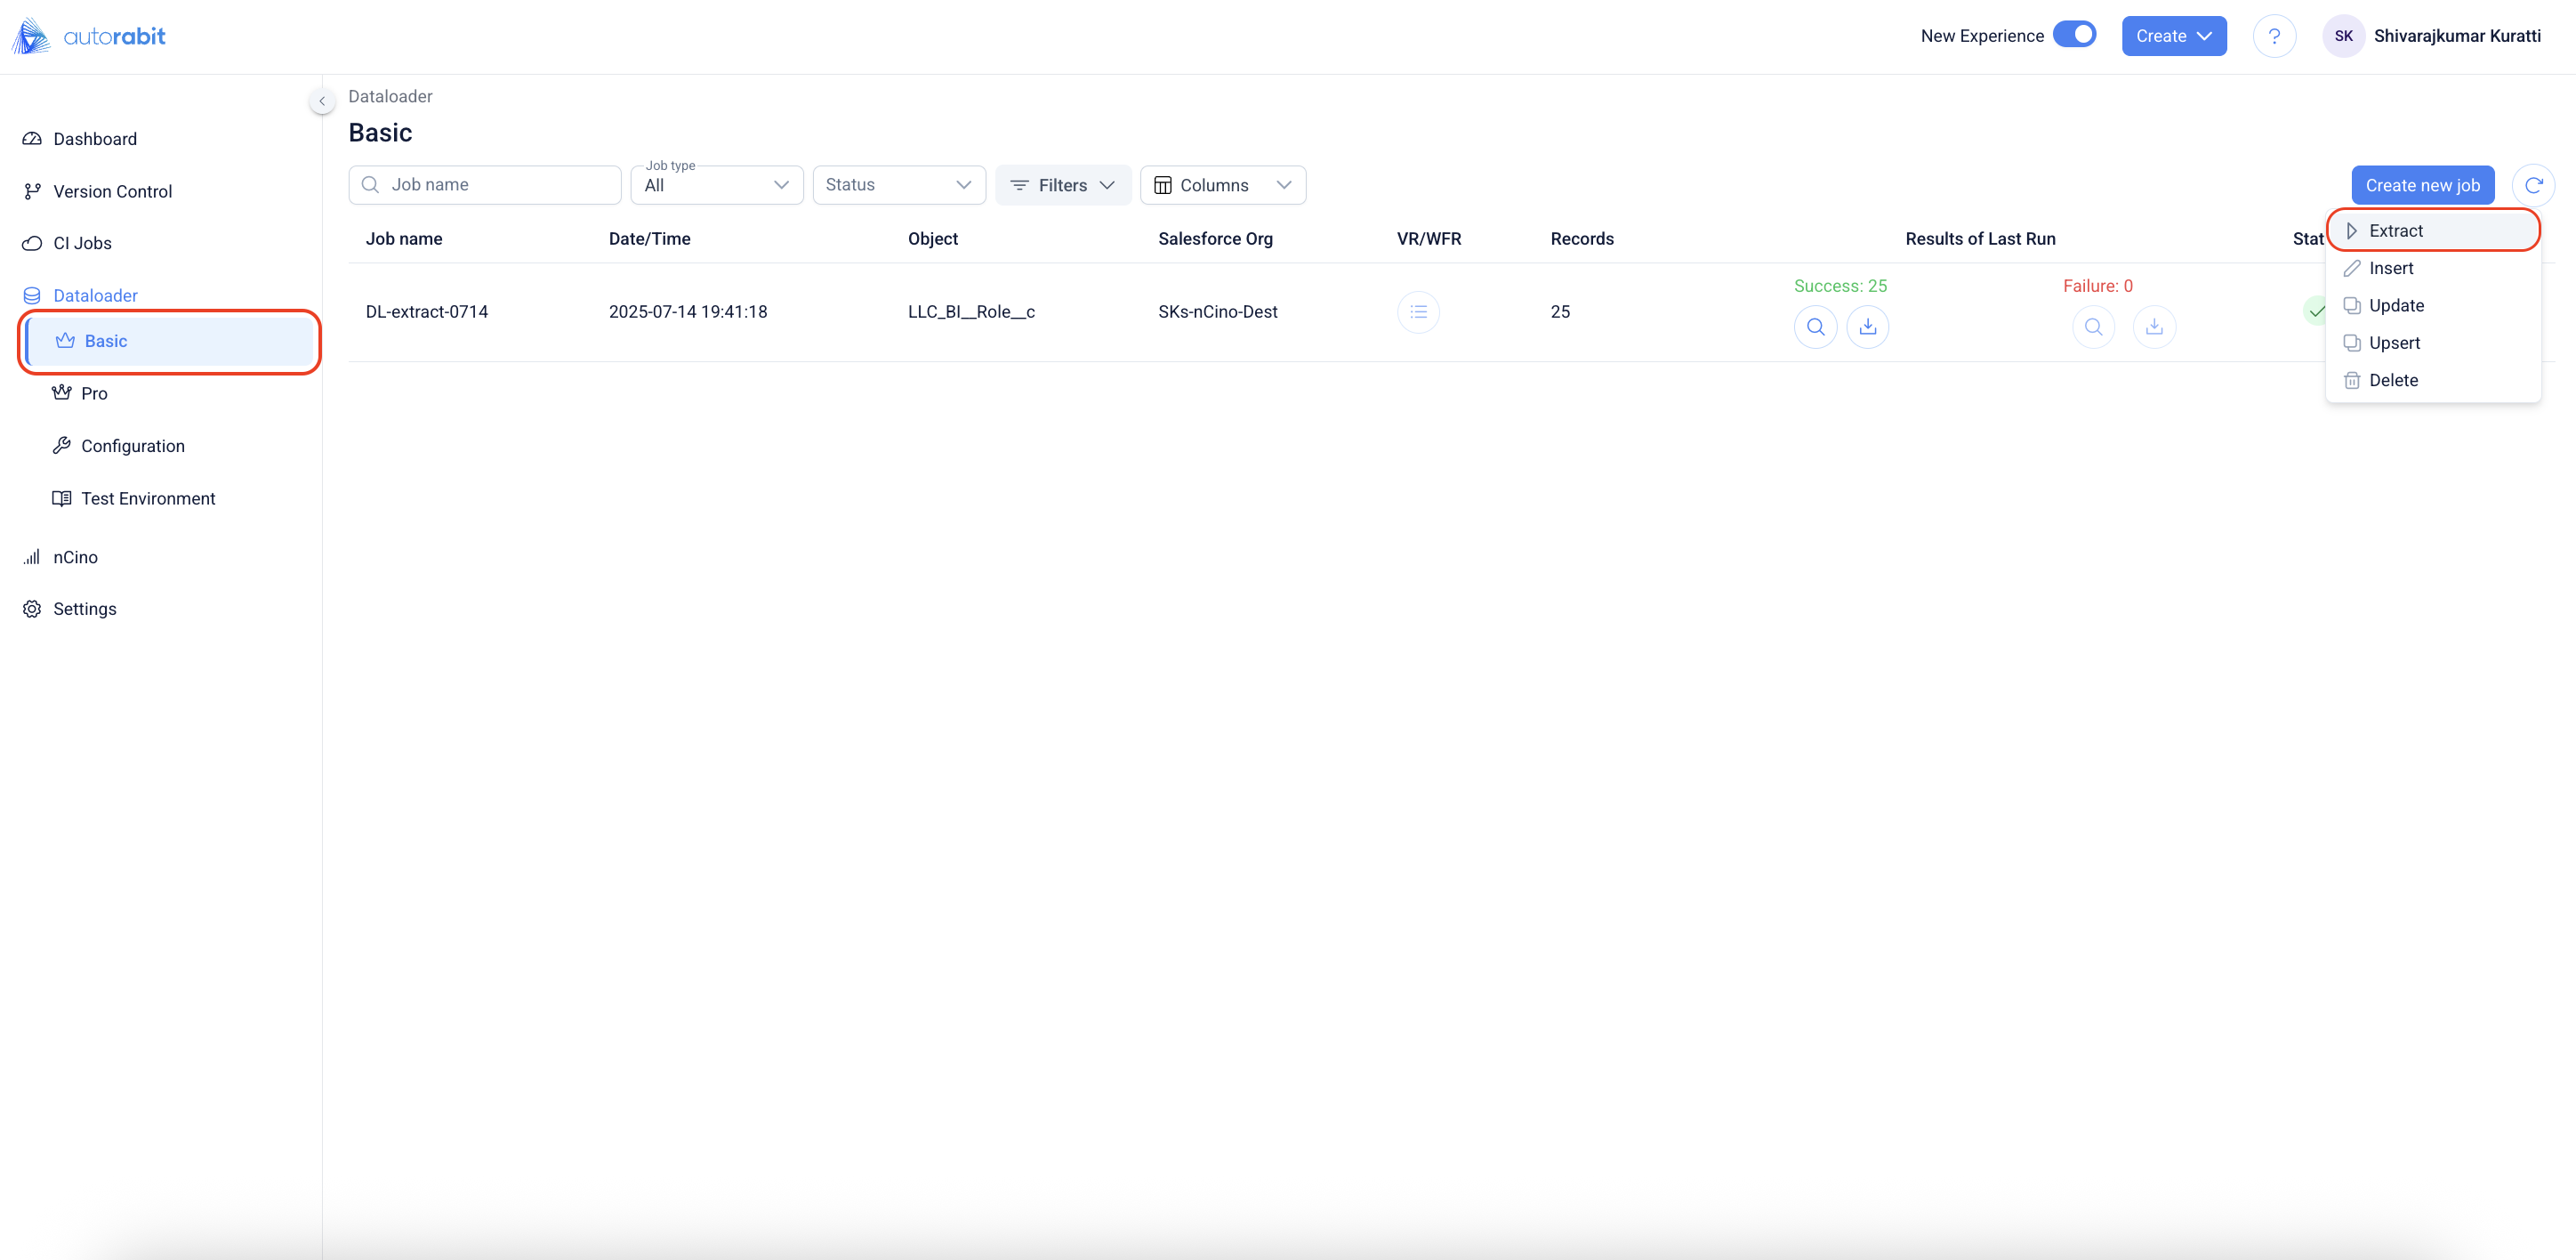 autorabit
New Experience
Create
?
SK
Shivarajkumar Kuratti
Dashboard
Version Control
CI Jobs
Dataloader
Basic
Pro
Configuration
Test Environment
nCino
Settings
Dataloader
Basic
Job name
Job type
All
Status
Filters
Columns
Create new job
Job name Date/Time Object Salesforce Org VR/WFR Records Results of Last Run Stat
DL-extract-0714 2025-07-14 19:41:18 LLC_BI__Role__c SKs-nCino-Dest 25
Success: 25 Failure: 0
Extract
Insert
Update
Upsert
Delete